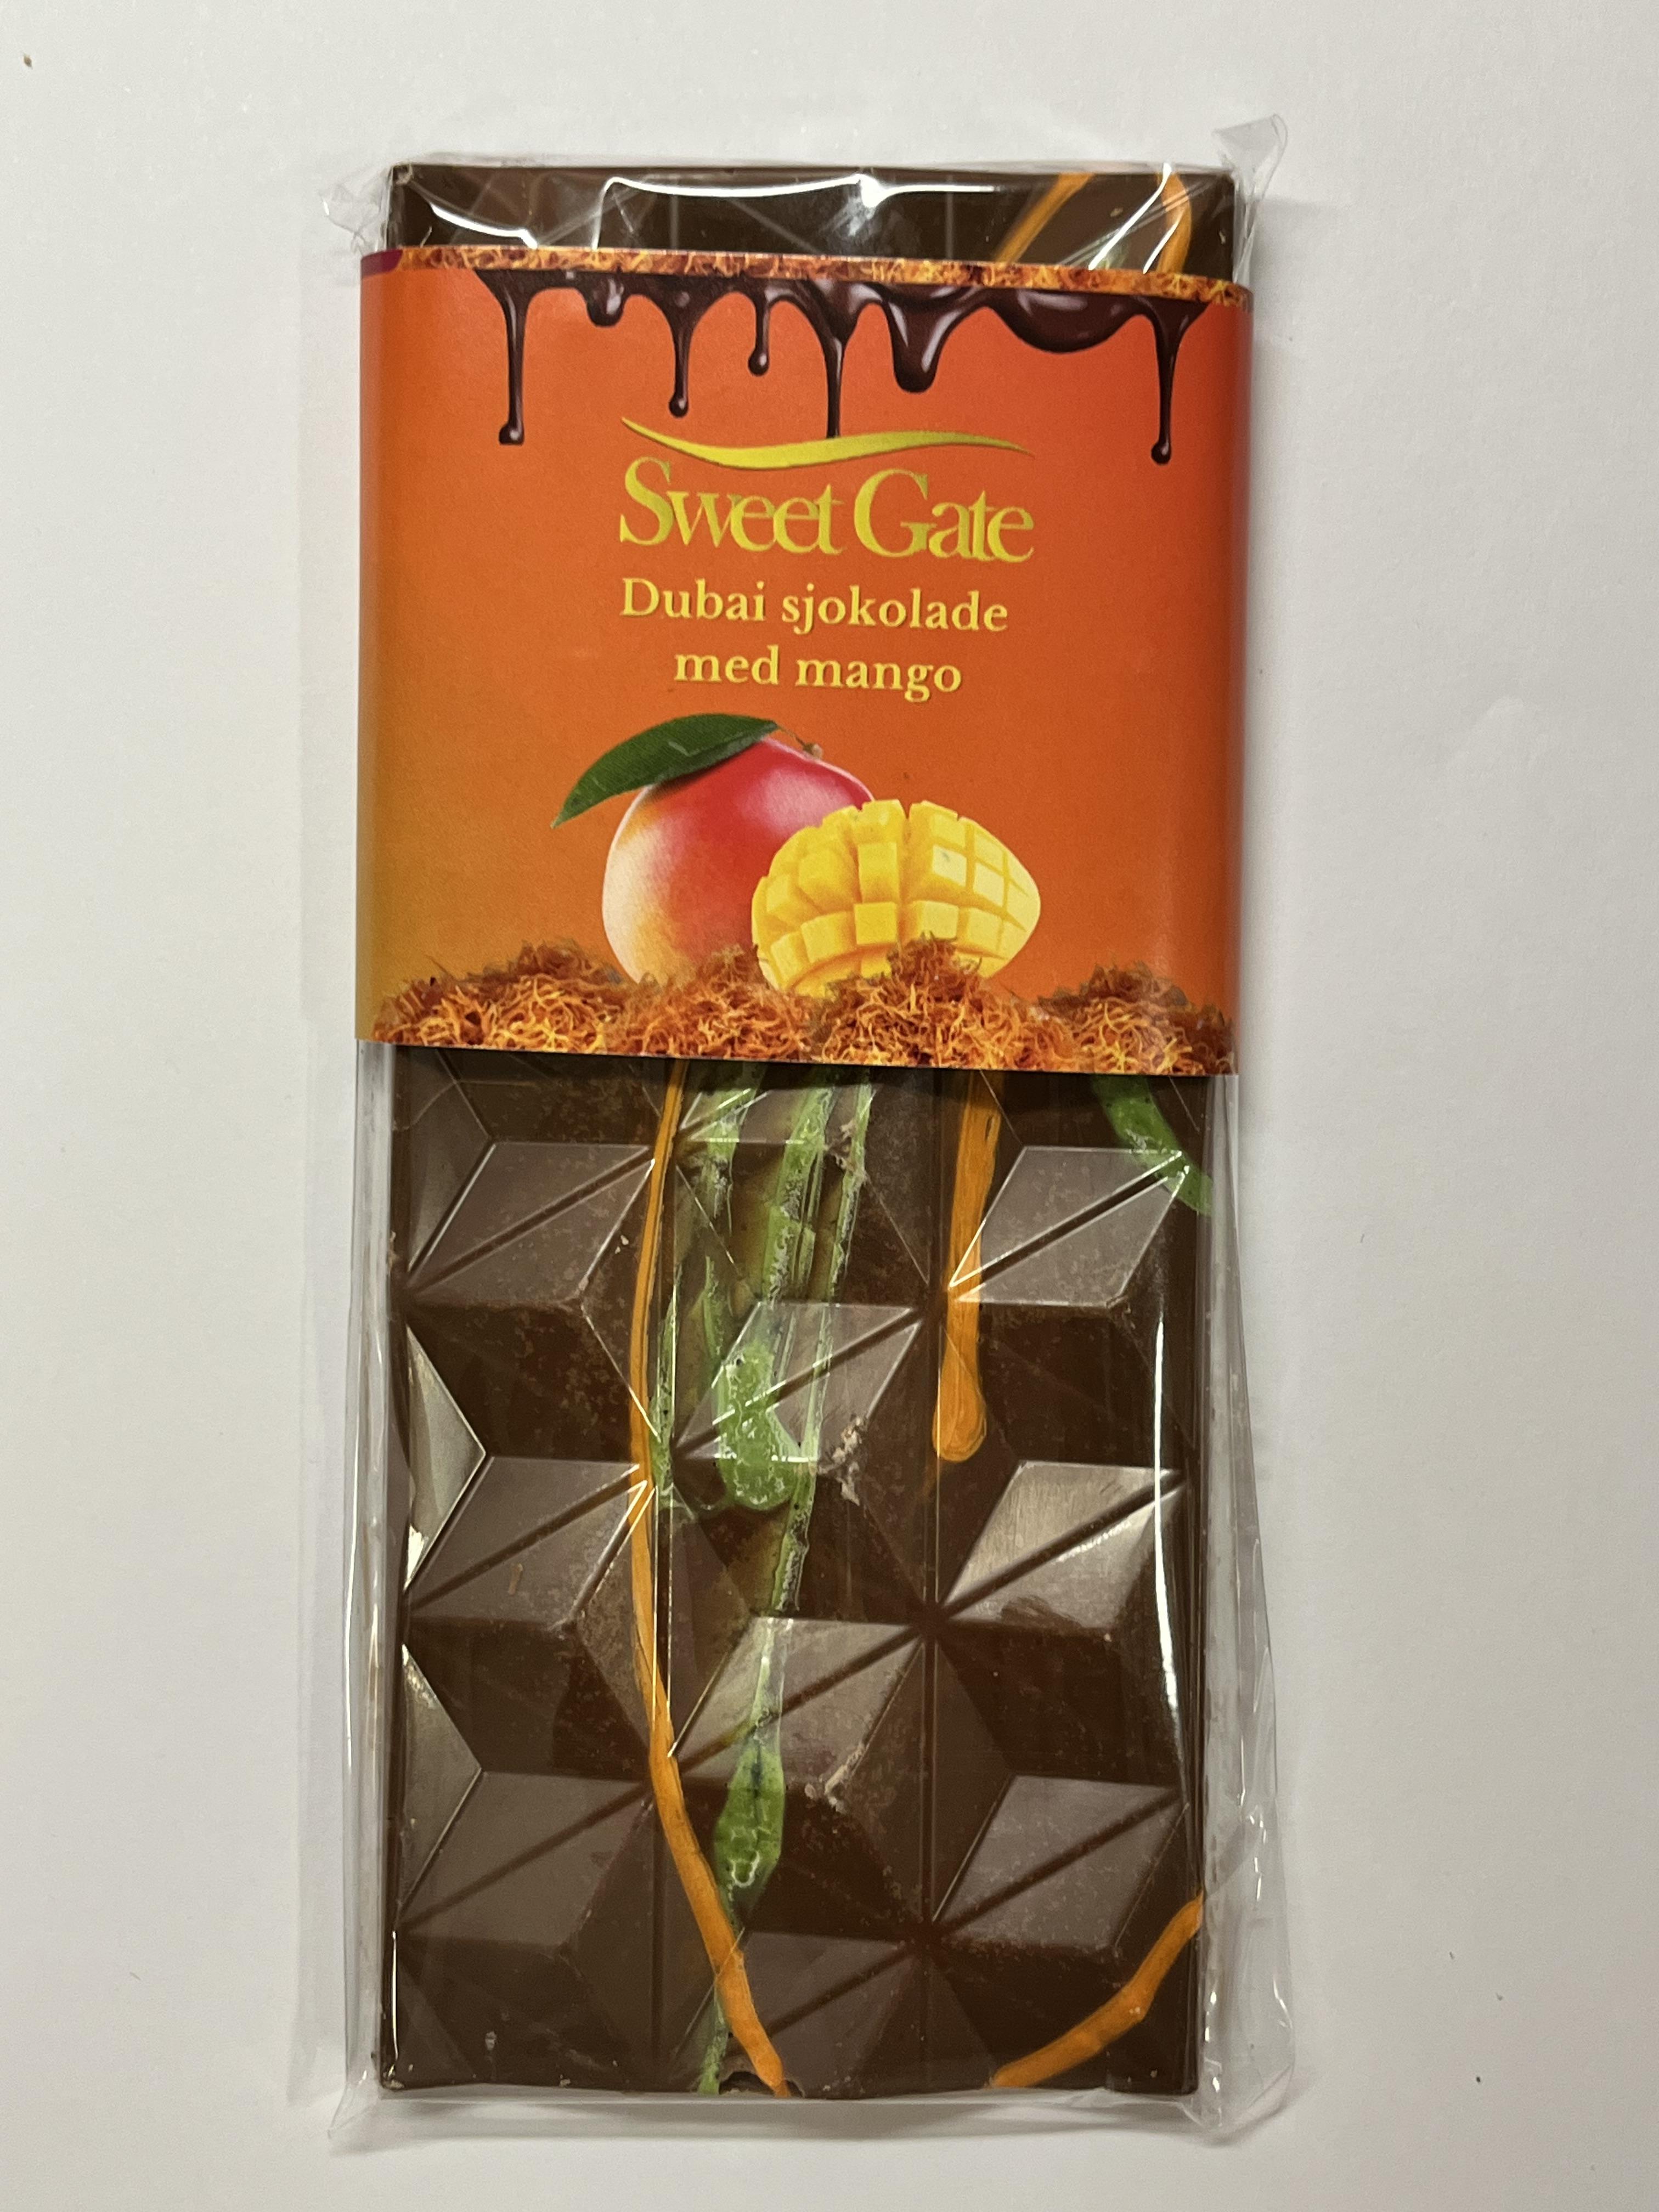 Sweet Gate
Dubai sjokolade
med mango